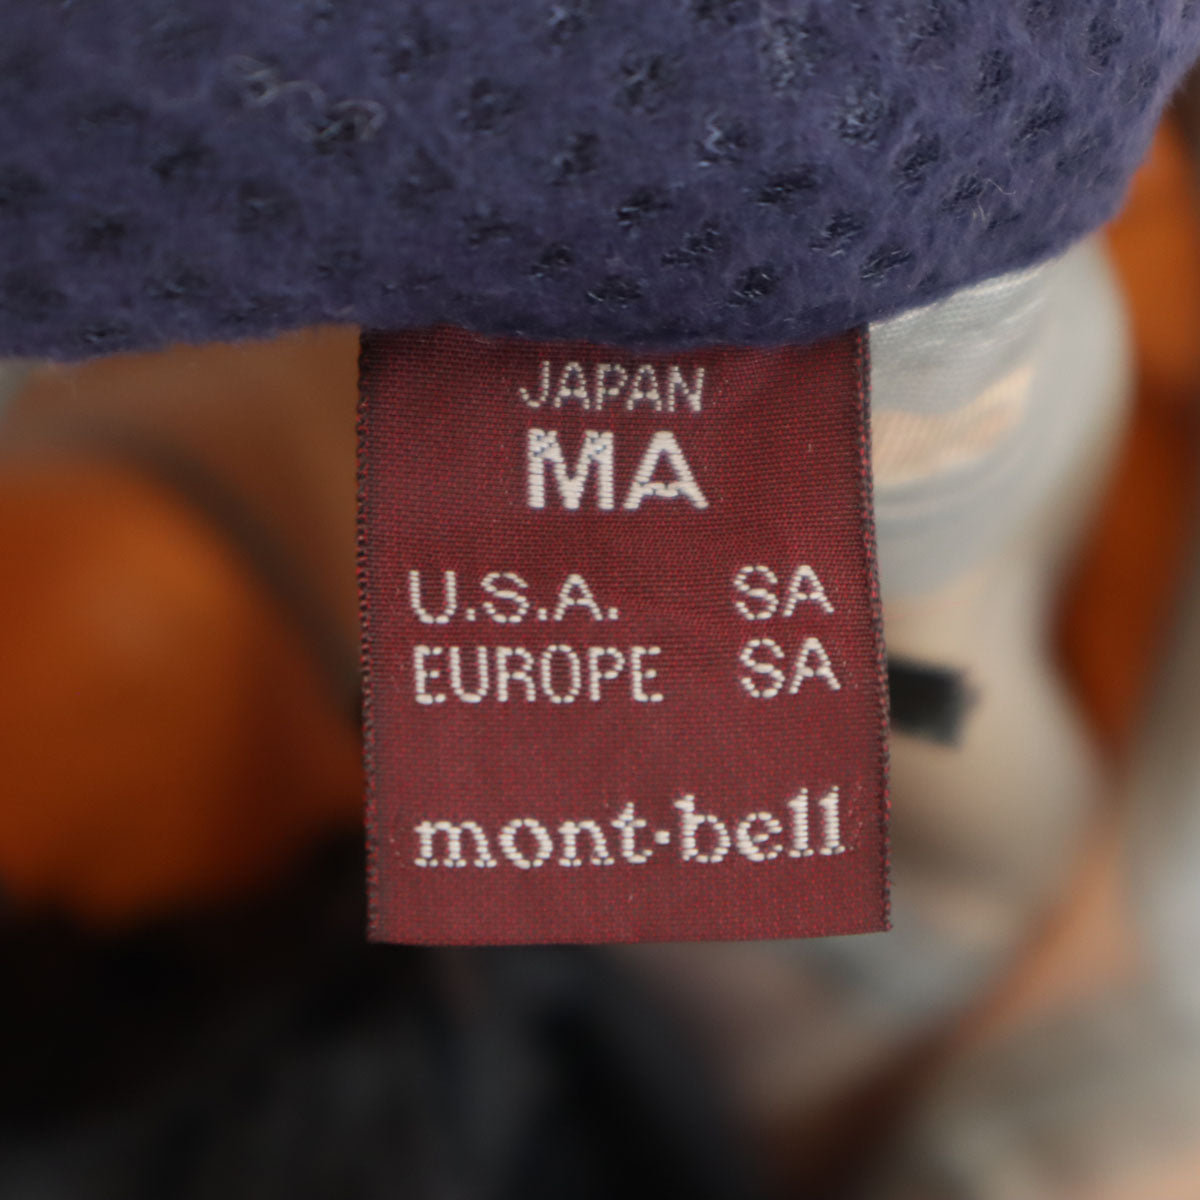 JAPAN
MA
U.S.A. SA
EUROPE SA
mont·bell